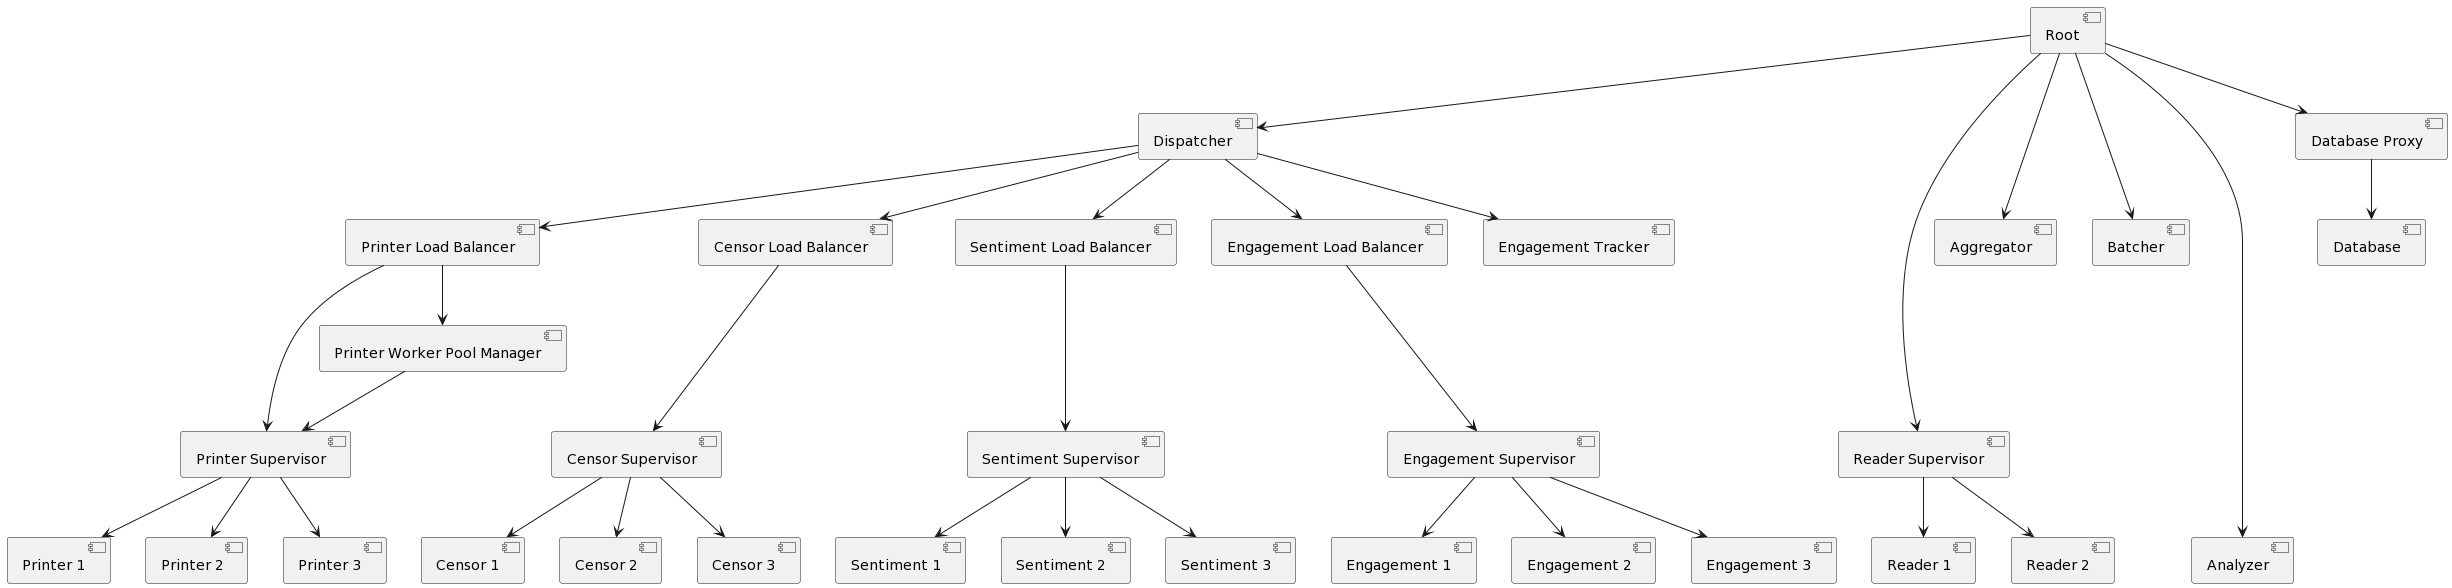 Root
Dispatcher
Database Proxy
Printer Load Balancer
Censor Load Balancer
Sentiment Load Balancer
Engagement Load Balancer
Engagement Tracker
Aggregator
Batcher
Database
Printer Worker Pool Manager
Printer Supervisor
Censor Supervisor
Sentiment Supervisor
Engagement Supervisor
Reader Supervisor
Printer 1
Printer 2
Printer 3
Censor 1
Censor 2
Censor 3
Sentiment 1
Sentiment 2
Sentiment 3
Engagement 1
Engagement 2
Engagement 3
Reader 1
Reader 2
Analyzer